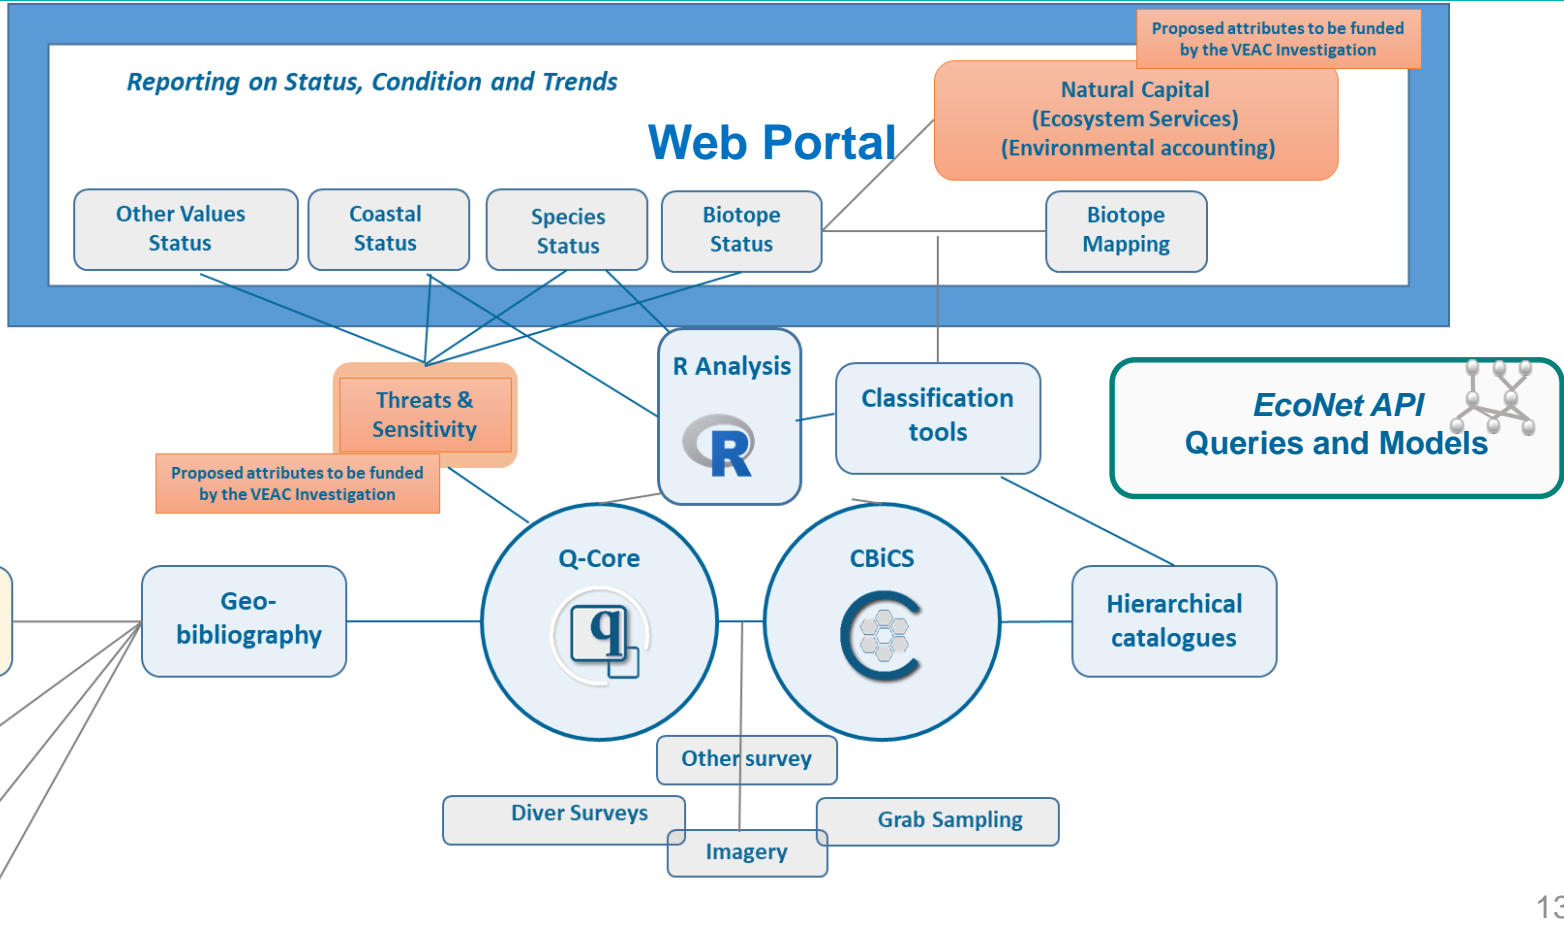 Proposed attributes to be funded
by the VEAC Investigation
Reporting on Status, Condition and Trends
Natural Capital
(Ecosystem Services)
(Environmental accounting)
Web Portal
Other Values
Status
Coastal
Status
Species
Status
Biotope
Status
Biotope
Mapping
R Analysis
R
Threats &
Sensitivity
Classification
tools
EcoNet API
Queries and Models
Proposed attributes to be funded
by the VEAC Investigation
Q-Core
q
CBiCS
Geo-
bibliography
Hierarchical
catalogues
Other survey
Diver Surveys
Grab Sampling
Imagery
13